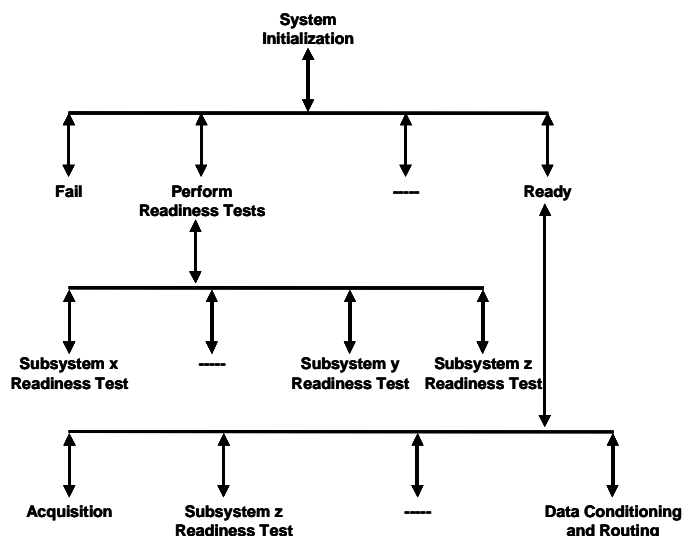 System
Initialization
Fail
Perform
Readiness Tests
-----
Ready
Subsystem x
Readiness Test
-----
Subsystem y
Readiness Test
Subsystem z
Readiness Test
Acquisition
Subsystem z
Readiness Test
-----
Data Conditioning
and Routing